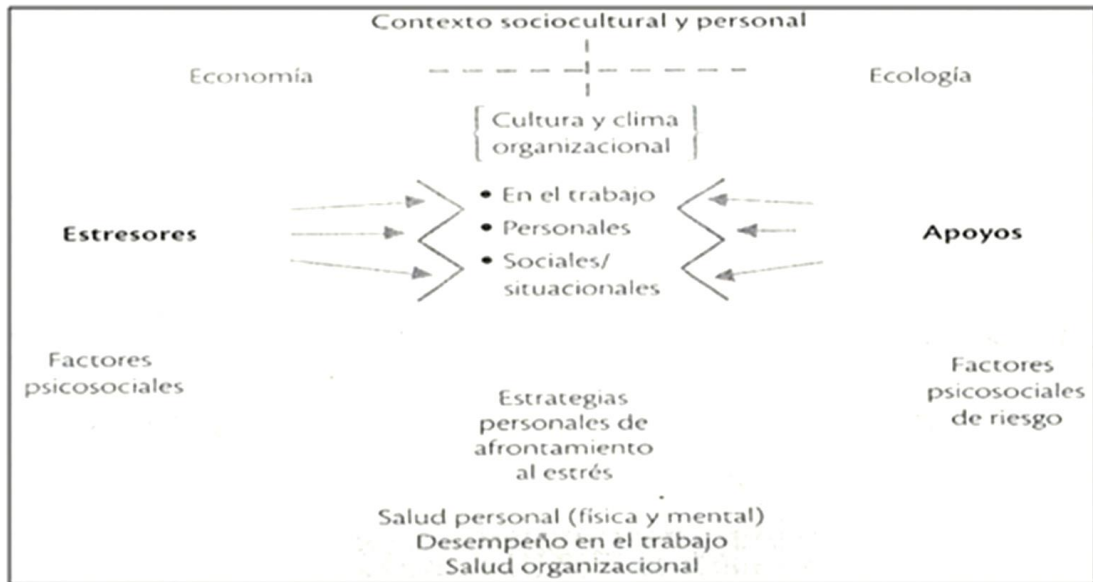 Contexto sociocultural y personal
Economía
Ecología
Cultura y clima
organizacional
• En el trabajo
• Personales
• Sociales/
situacionales
Estresores
Apoyos
Factores
psicosociales
Factores
psicosociales
de riesgo
Estrategias
personales de
afrontamiento
al estrés
Salud personal (física y mental)
Desempeño en el trabajo
Salud organizacional